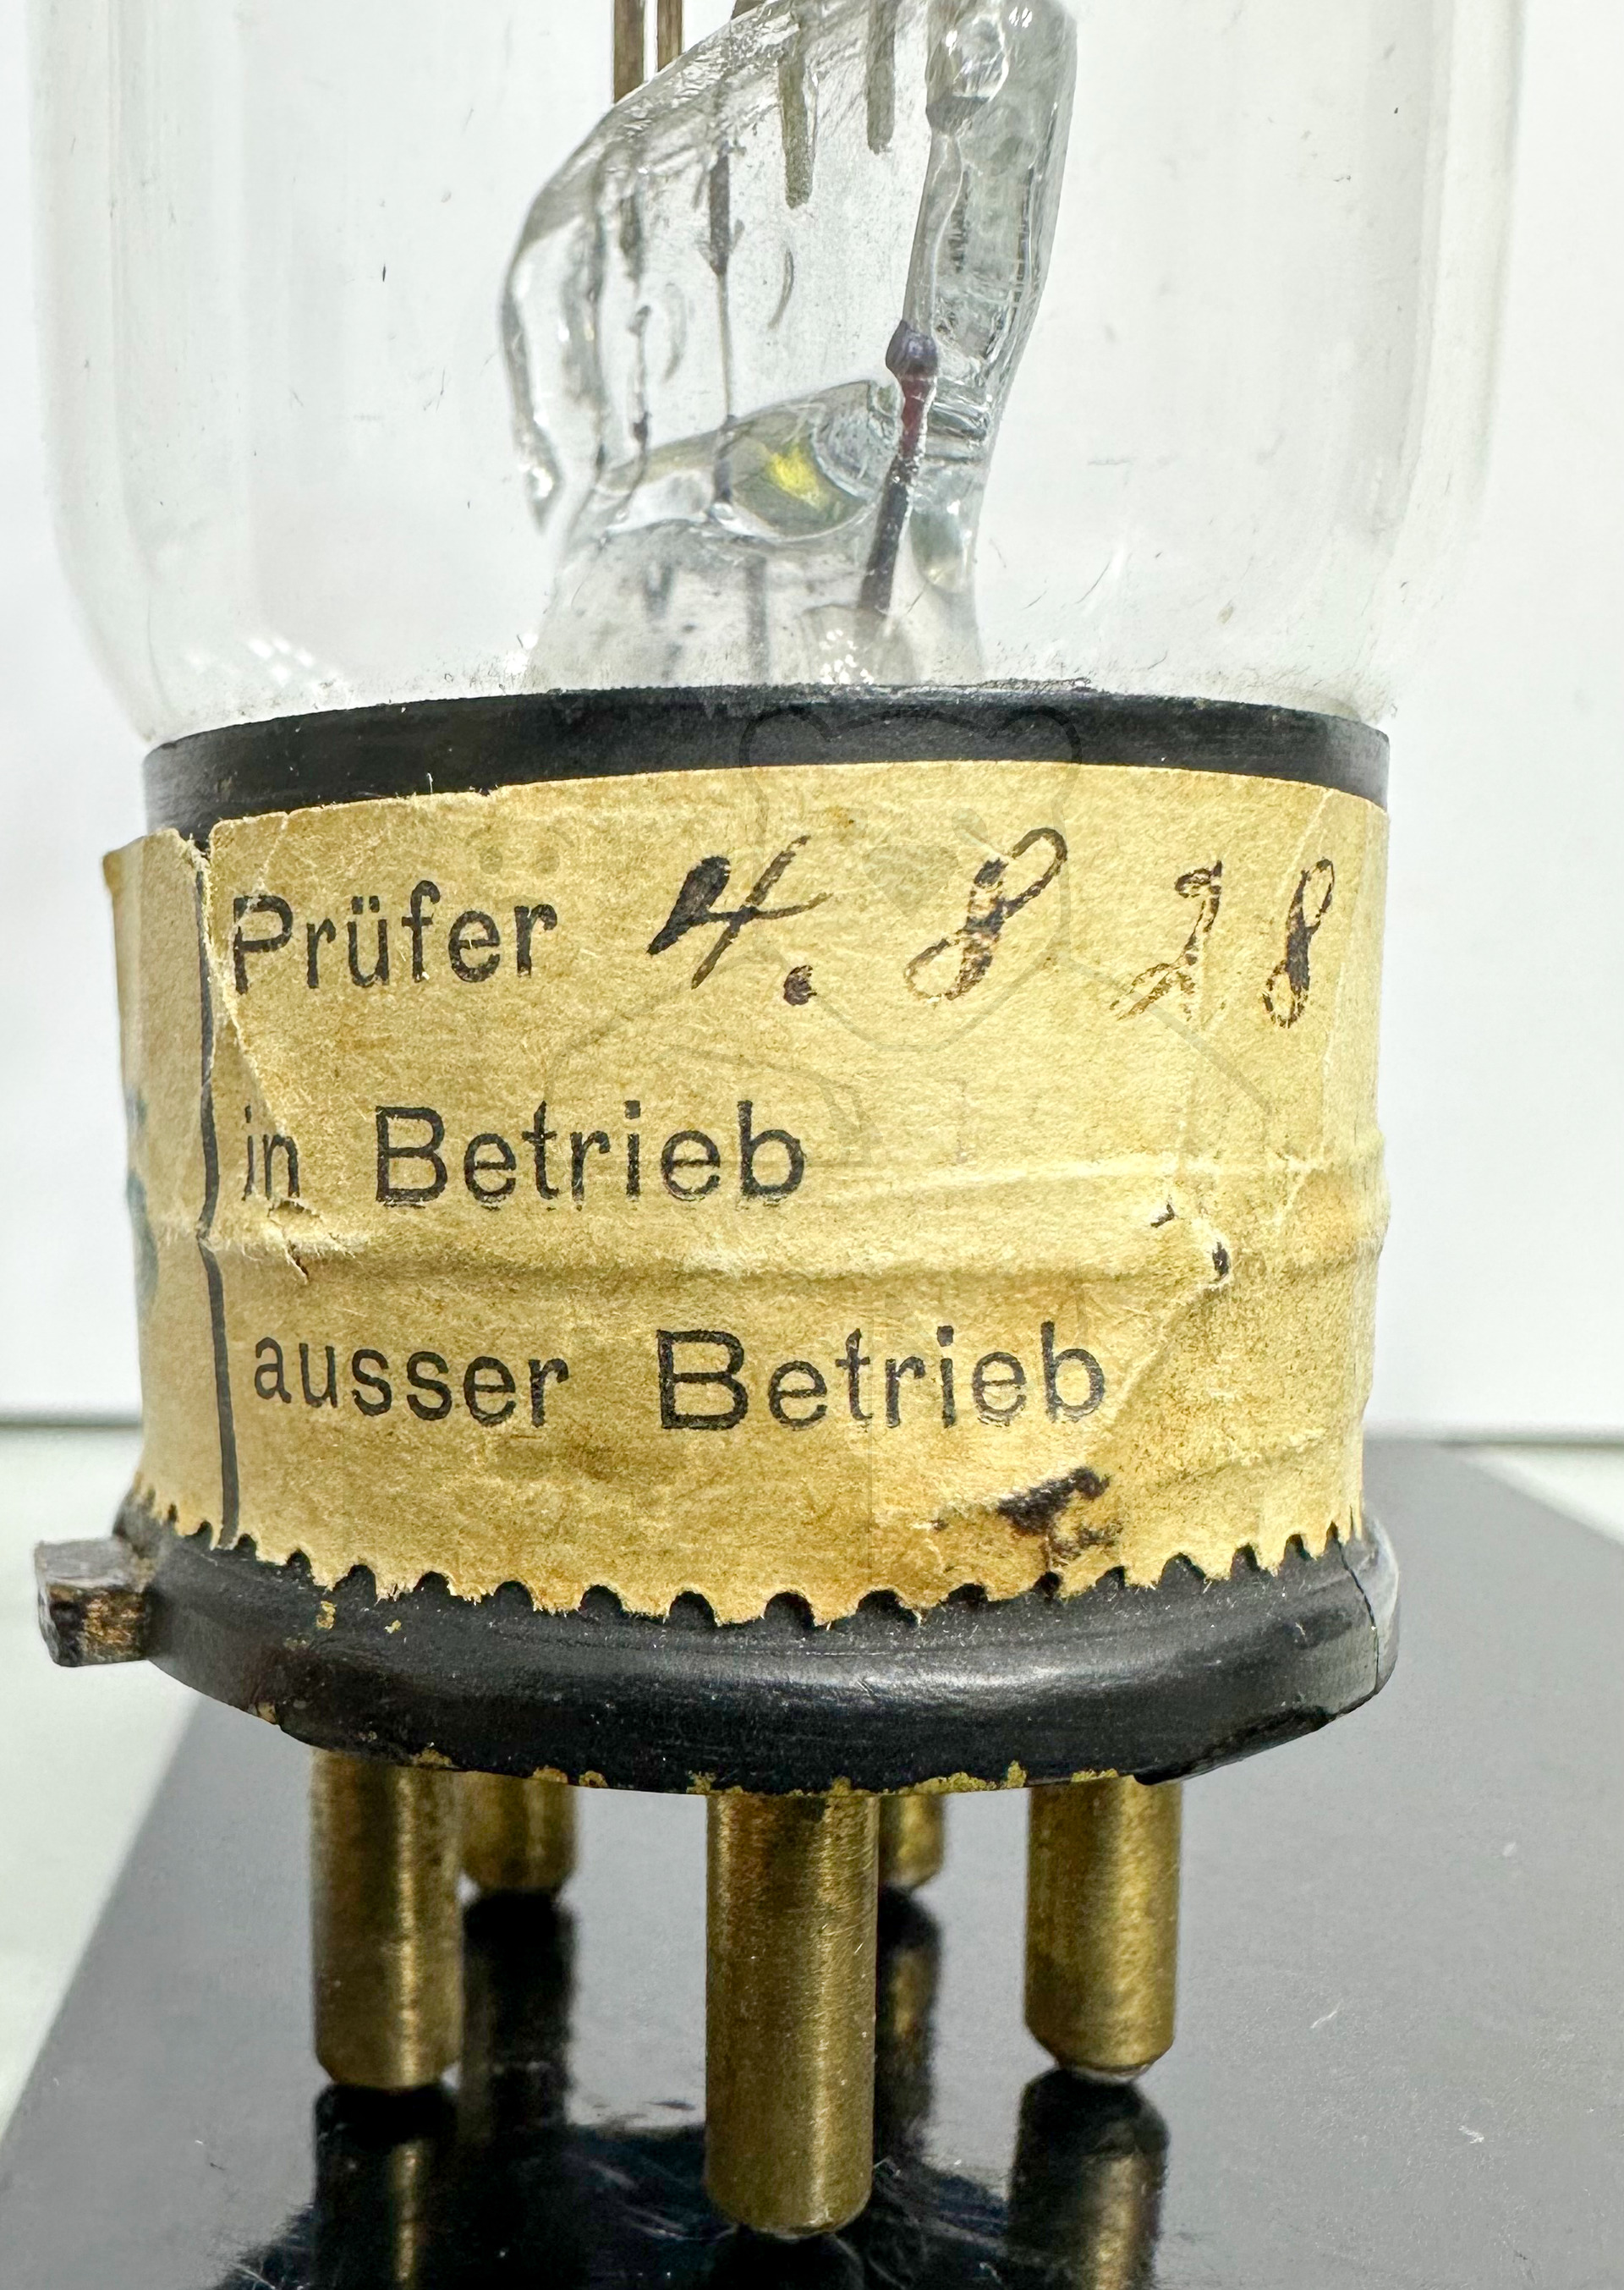 Prüfer 4. 8 28
in Betrieb
ausser Betrieb